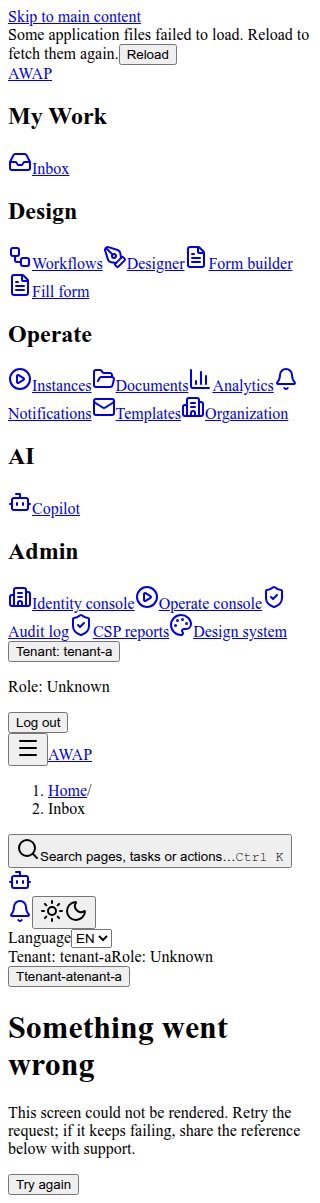 Skip to main content
Some application files failed to load. Reload to
fetch them again. Reload
AWAP
My Work
Inbox
Design
Workflows Designer Form builder
Fill form
Operate
Instances Documents Analytics
Notifications Templates Organization
AI
Copilot
Admin
Identity console Operate console
Audit log CSP reports Design system
Tenant: tenant-a
Role: Unknown
Log out
AWAP
1. Home/
2. Inbox
Search pages, tasks or actions...Ctrl K
Language EN
Tenant: tenant-aRole: Unknown
Ttenant-atenant-a
Something went
wrong
This screen could not be rendered. Retry the
request; if it keeps failing, share the reference
below with support.
Try again